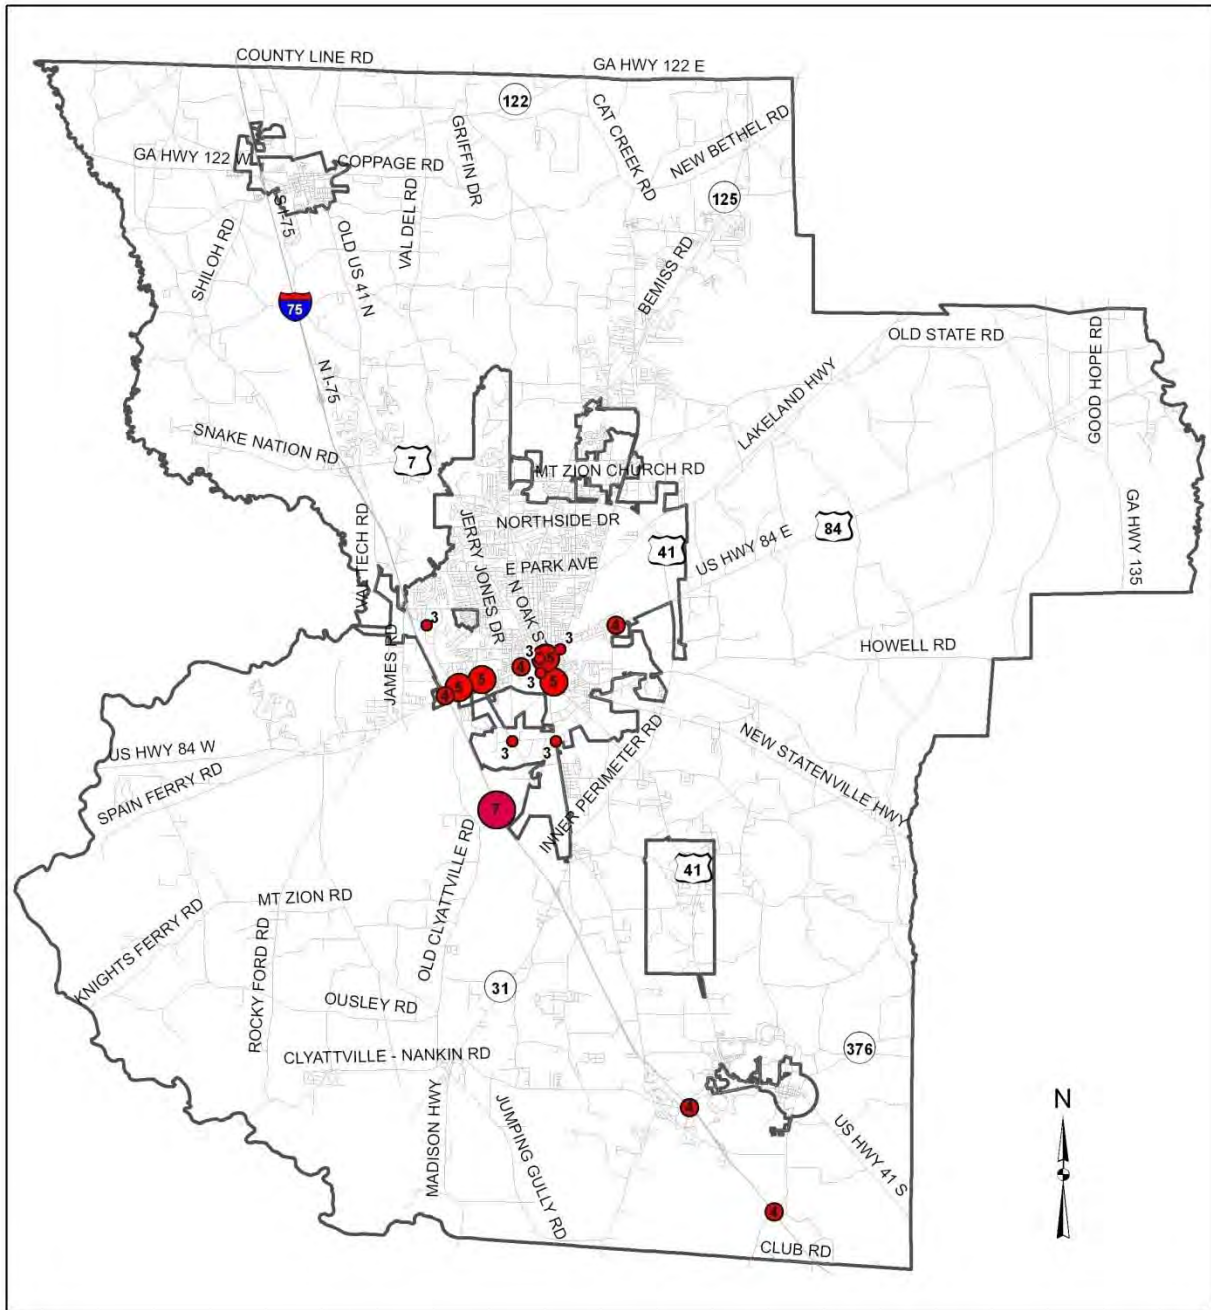 COUNTY LINE RD
GA HWY 122 E
122
CAT CREEK RD
NEW BETHEL RD
GRIFFIN DR
GA HWY 122 W
COPPAGE RD
125
VAL DEL RD
S I-75
OLD US 41 N
SHILOH RD
BEMISS RD
75
OLD STATE RD
GOOD HOPE RD
N I-75
LAKELAND HWY
SNAKE NATION RD
7
MT ZION CHURCH RD
JERRY JONES DR
NORTHSIDE DR
GA HWY 135
VAL TECH RD
41
84
US HWY 84 E
E PARK AVE
N OAK S
3
4
JAMES RD
HOWELL RD
3
3
4
5
3
5
5
5
4
US HWY 84 W
3
3
INNER PERIMETER RD
NEW STATENVILLE HWY
SPAIN FERRY RD
7
OLD CLYATTVILLE RD
41
MT ZION RD
KNIGHTS FERRY RD
ROCKY FORD RD
31
OUSLEY RD
CLYATTVILLE - NANKIN RD
376
MADISON HWY
JUMPING GULLY RD
4
US HWY 41 S
N
4
CLUB RD